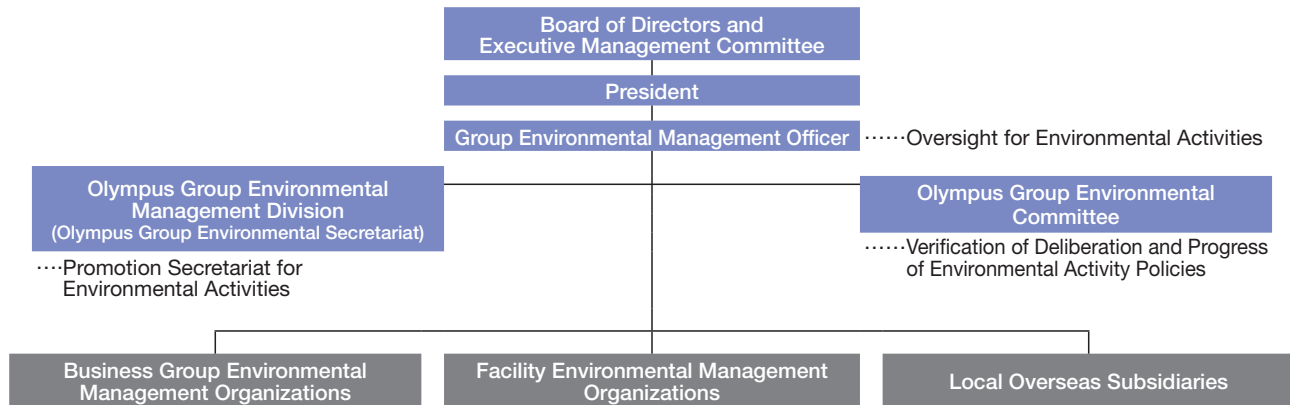 Board of Directors and
Executive Management Committee
President
Group Environmental Management Officer
······Oversight for Environmental Activities
Olympus Group Environmental
Management Division
(Olympus Group Environmental Secretariat)
····Promotion Secretariat for
Environmental Activities
Olympus Group Environmental
Committee
······Verification of Deliberation and Progress
of Environmental Activity Policies
Business Group Environmental
Management Organizations
Facility Environmental Management
Organizations
Local Overseas Subsidiaries